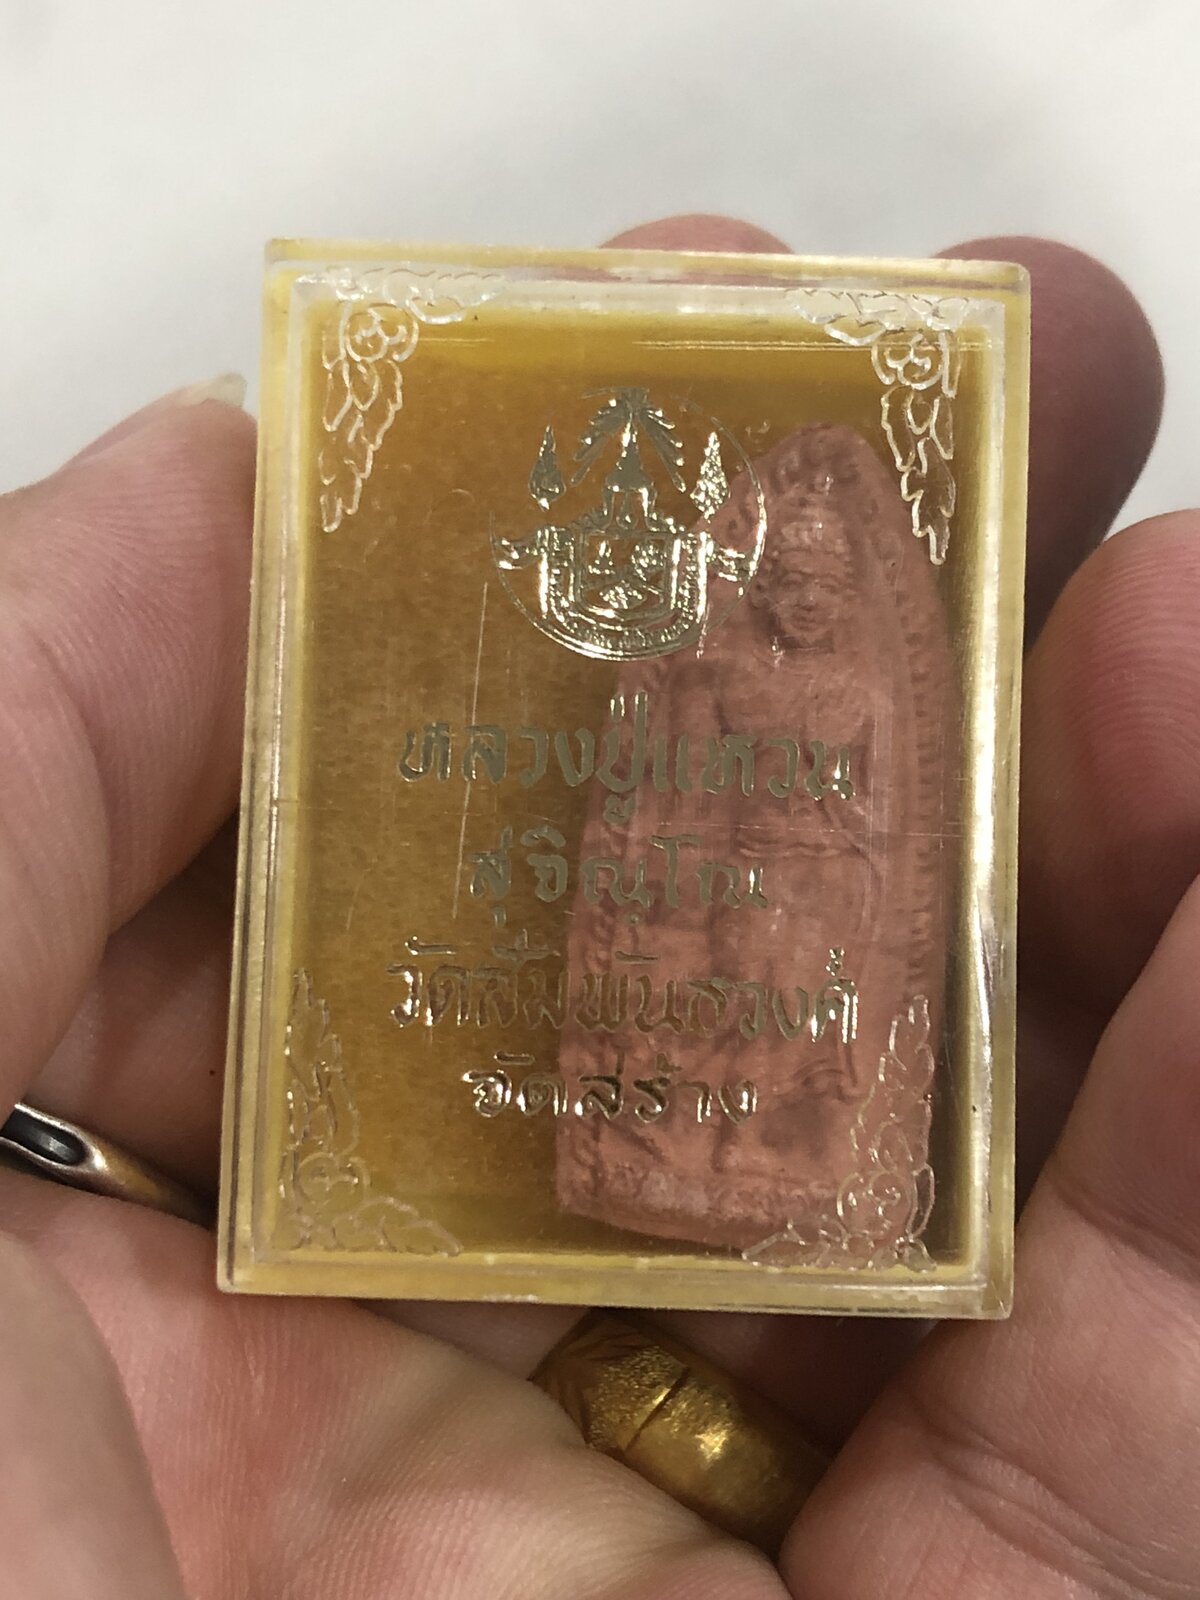 หลวงปู่แหวน
สุจิณฺโณ
วัดสัมพันธวงศ์
จัดสร้าง